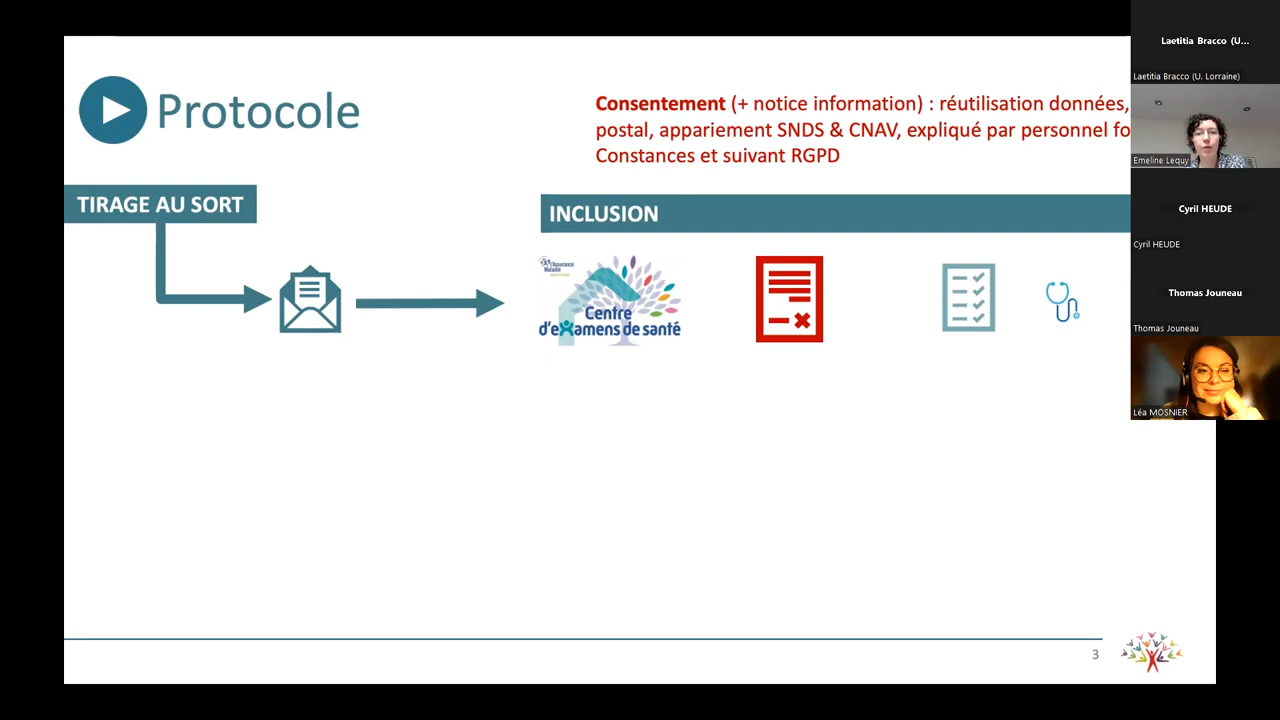 Protocole
Consentement (+ notice information) : réutilisation données,
postal, appariement SNDS & CNAV, expliqué par personnel fo
Constances et suivant RGPD
TIRAGE AU SORT
INCLUSION
l'Assurance
Maladie
Centre
d'examens de santé
3
Laetitia Bracco (U...
Laetitia Bracco (U. Lorraine)
Emeline Lequy
Cyril HEUDE
Cyril HEUDE
Thomas Jouneau
Thomas Jouneau
Léa MOSNIER